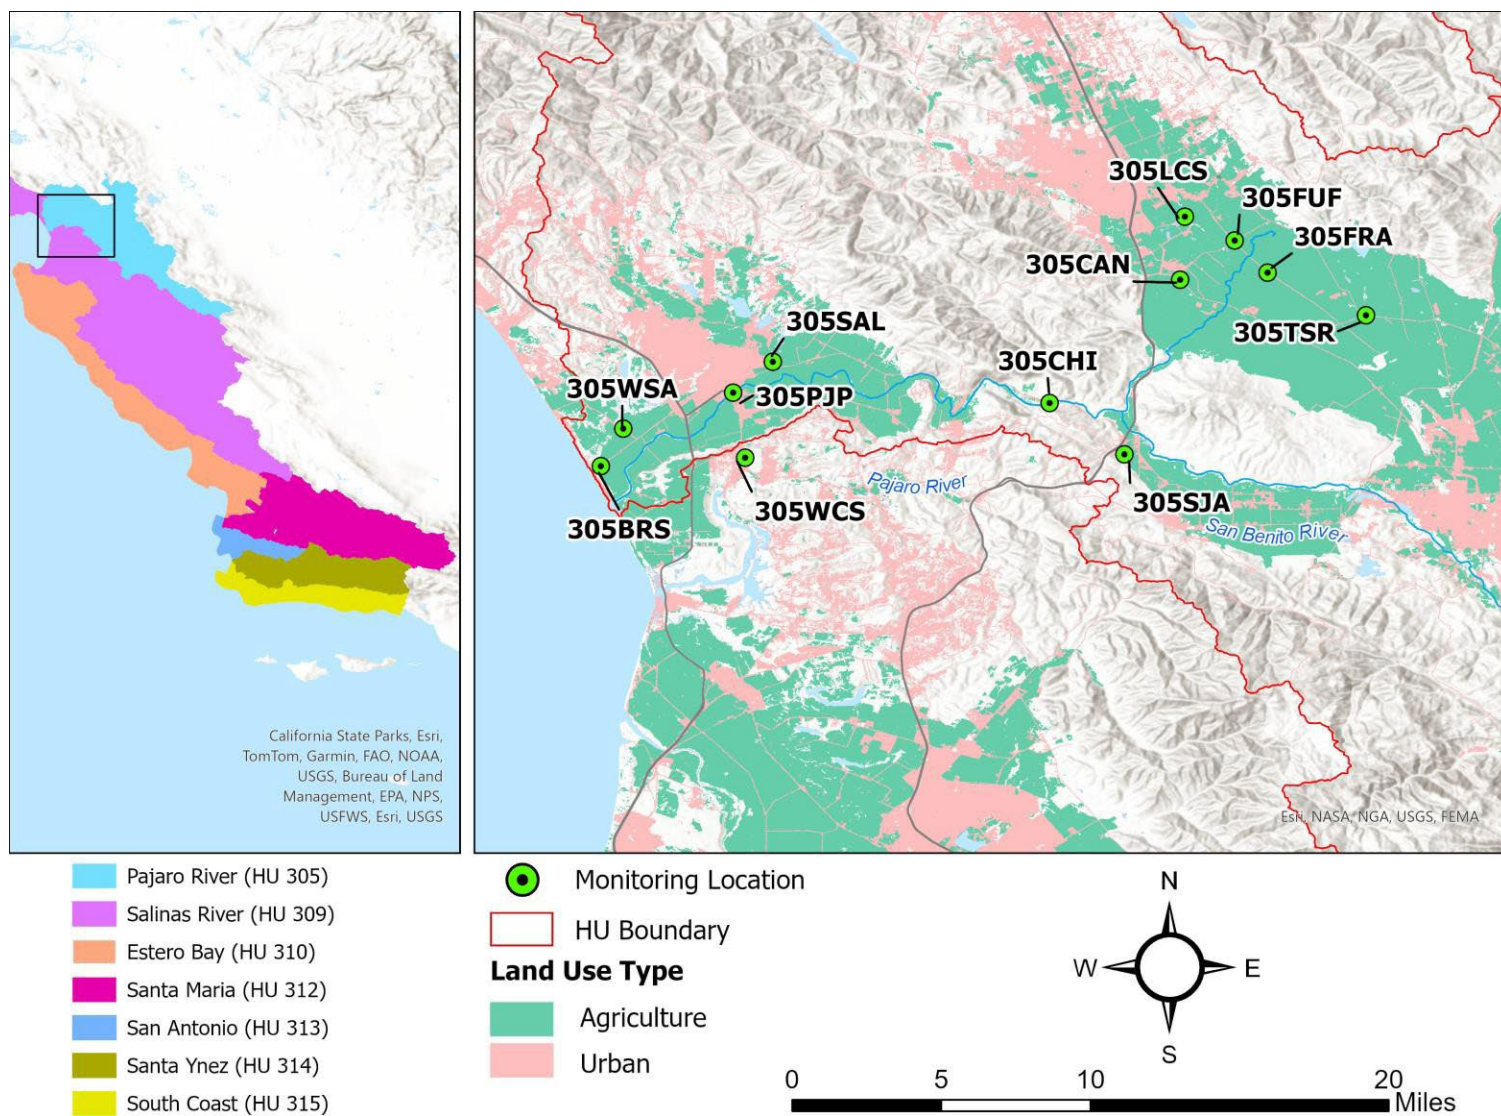 305LCS
305FUF
305FRA
305CAN
305TSR
305SAL
305CHI
305WSA
305PJP
305WCS
Pajaro River
305SJA
305BRS
San Benito River
California State Parks, Esri,
TomTom, Garmin, FAO, NOAA,
USGS, Bureau of Land
Management, EPA, NPS,
USFWS, Esri, USGS
Esri, NASA, NGA, USGS, FEMA
Pajaro River (HU 305)
Salinas River (HU 309)
Estero Bay (HU 310)
Santa Maria (HU 312)
San Antonio (HU 313)
Santa Ynez (HU 314)
South Coast (HU 315)
Monitoring Location
HU Boundary
Land Use Type
Agriculture
Urban
N
W E
S
0 5 10 20
Miles